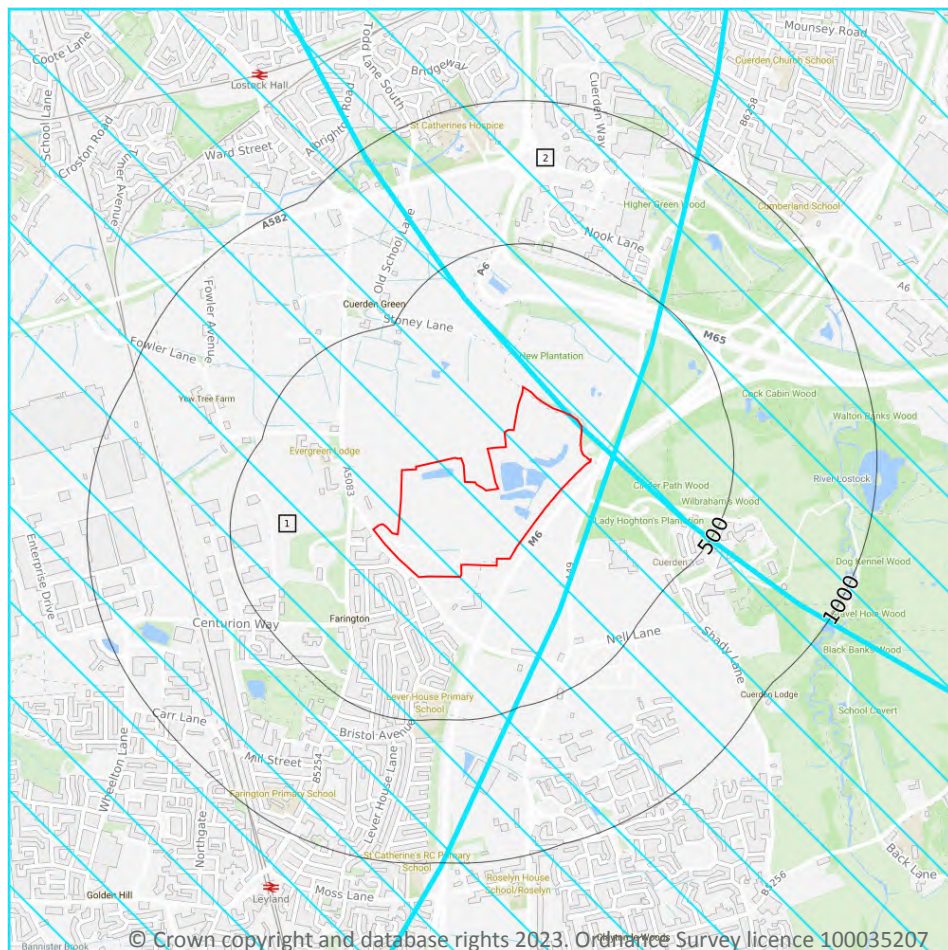 Mounsey Road
Coote Lane
Todd Lane South
Cuerden Church School
Bridgeway
Lostock Hall
Cuerden Way
School Lane
Croston Road
Albrighton Road
B6258
St Catherines Hospice
Turner Avenue
Ward Street
2
Higher Green Wood
Cumberland School
A582
Old School Lane
Nook Lane
A6
A6
Fowler Avenue
Cuerden Green
Stoney Lane
M65
Fowler Lane
New Plantation
Cock Cabin Wood
Yew Tree Farm
Walton Banks Wood
Evergreen Lodge
A5083
River Lostock
Wilbraham's Wood
1
Lady Hoghton's Plantation
500
M6
Enterprise Drive
Cuerden
Dog Kennel Wood
A49
1000
Centurion Way
Farington
Nell Lane
Shady Lane
Black Banks Wood
Lever House Primary
School
Cuerden Lodge
School Covert
Carr Lane
Bristol Avenue
Mill Street
Wheelton Lane
B5254
Lever House Lane
Farington Primary School
Northgate
St Catherine's RC Primary
School
Back Lane
Leyland
Moss Lane
Roselyn House
School/Roselyn
B5256
Golden Hill
Bannister Brook
© Crown copyright and database rights 2023. Ordnance Survey licence 100035207